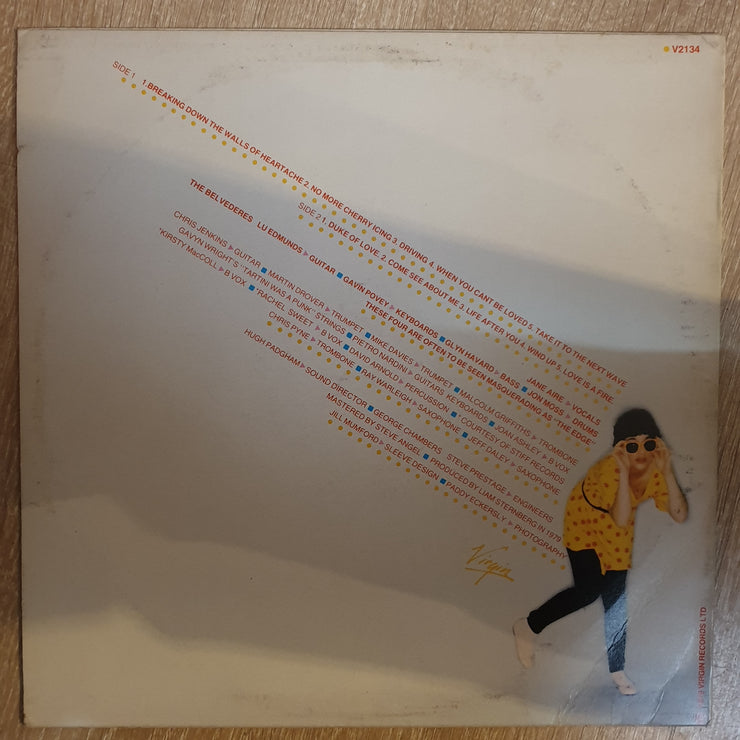 V2134
SIDE 1 1.BREAKING DOWN THE WALLS OF HEARTACHE 2. NO MORE CHERRY ICING 3. DRIVING 4. WHEN YOU CANT BE LOVED 5. TAKE IT TO THE NEXT WAVE
SIDE 2 1. DUKE OF LOVE. 2. COME SEE ABOUT ME 3. LIFE AFTER YOU 4. WIND UP 5. LOVE IS A FIRE.
JANE AIRE VOCALS
THE BELVEDERES LU EDMUNDS GUITAR GAVIN POVEY KEYBOARDS GLYN HAVARD BASS JON MOSS DRUMS
THESE FOUR ARE OFTEN TO BE SEEN MASQUERADING AS "THE EDGE"
CHRIS JENKINS GUITAR MARTIN DROVER TRUMPET MIKE DAVIES TRUMPET MALCOLM GRIFFITHS TROMBONE
GAVYN WRIGHT'S "TARTINI WAS A PUNK" STRINGS PIETRO NARDINI GUITARS KEYBOARDS JOAN ASHLEY B VOX
*KIRSTY MacCOLL B VOX *RACHEL SWEET B VOX DAVID ARNOLD PERCUSSION * COURTESY OF STIFF RECORDS
CHRIS PYNE TROMBONE RAY WARLEIGH SAXOPHONE JEFF DALEY SAXOPHONE
HUGH PADGHAM SOUND DIRECTOR GEORGE CHAMBERS STEVE PRESTAGE ENGINEERS
MASTERED BY STEVE ANGEL PRODUCED BY LIAM STERNBERG IN 1979
JILL MUMFORD SLEEVE DESIGN PADDY ECKERSLY PHOTOGRAPHY
Virgin
VIRGIN RECORDS LTD